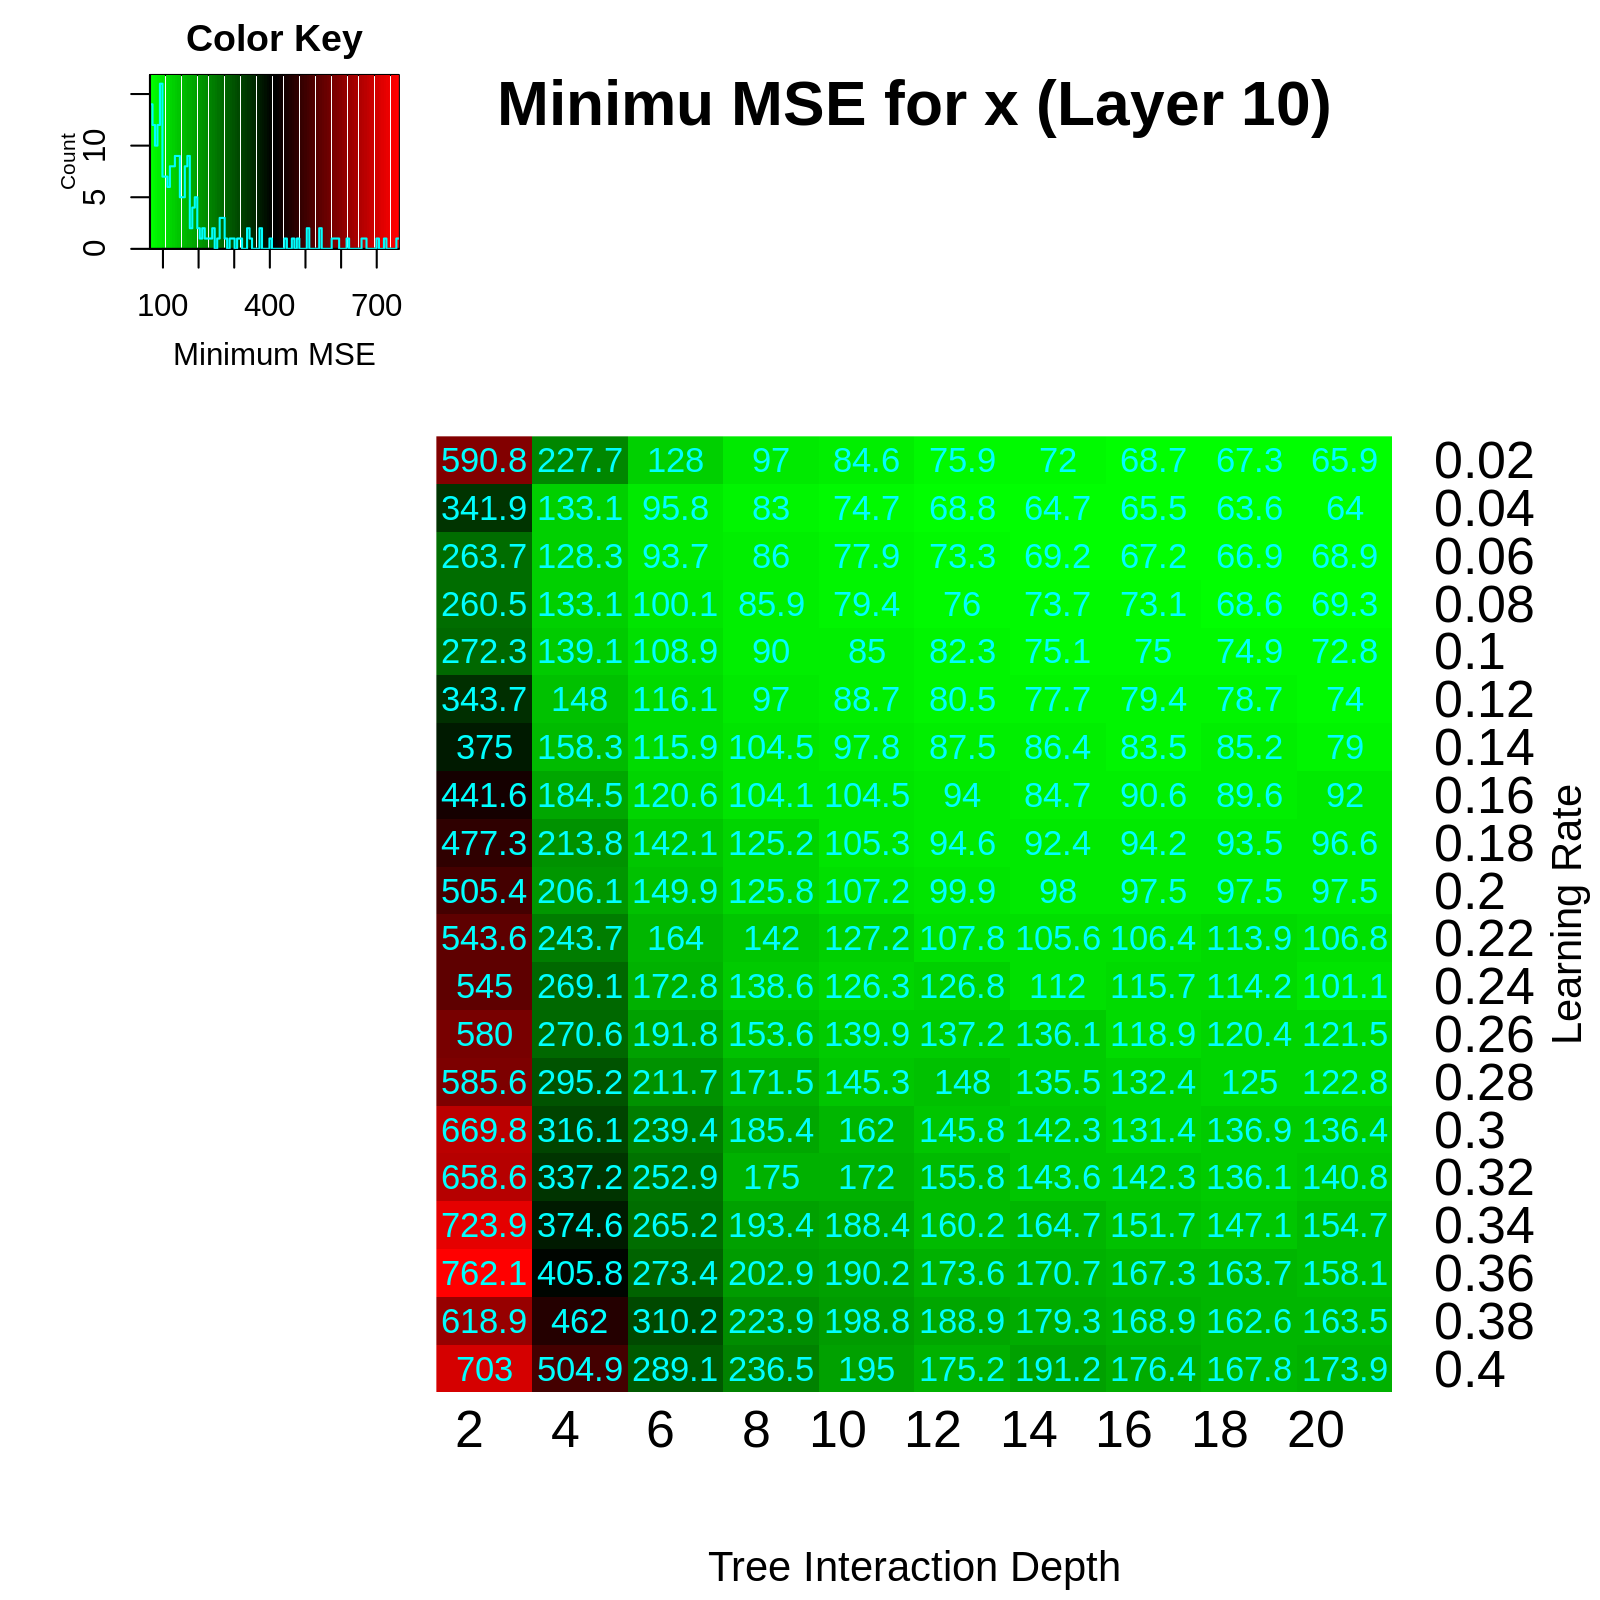 Color Key
Minimu MSE for x (Layer 10)
Count
0 5 10
100 400 700
Minimum MSE
590.8 227.7 128 97 84.6 75.9 72 68.7 67.3 65.9 0.02
341.9 133.1 95.8 83 74.7 68.8 64.7 65.5 63.6 64 0.04
263.7 128.3 93.7 86 77.9 73.3 69.2 67.2 66.9 68.9 0.06
260.5 133.1 100.1 85.9 79.4 76 73.7 73.1 68.6 69.3 0.08
272.3 139.1 108.9 90 85 82.3 75.1 75 74.9 72.8 0.1
343.7 148 116.1 97 88.7 80.5 77.7 79.4 78.7 74 0.12
375 158.3 115.9 104.5 97.8 87.5 86.4 83.5 85.2 79 0.14
441.6 184.5 120.6 104.1 104.5 94 84.7 90.6 89.6 92 0.16
477.3 213.8 142.1 125.2 105.3 94.6 92.4 94.2 93.5 96.6 0.18
505.4 206.1 149.9 125.8 107.2 99.9 98 97.5 97.5 97.5 0.2
543.6 243.7 164 142 127.2 107.8 105.6 106.4 113.9 106.8 0.22
545 269.1 172.8 138.6 126.3 126.8 112 115.7 114.2 101.1 0.24
580 270.6 191.8 153.6 139.9 137.2 136.1 118.9 120.4 121.5 0.26
585.6 295.2 211.7 171.5 145.3 148 135.5 132.4 125 122.8 0.28
669.8 316.1 239.4 185.4 162 145.8 142.3 131.4 136.9 136.4 0.3
658.6 337.2 252.9 175 172 155.8 143.6 142.3 136.1 140.8 0.32
723.9 374.6 265.2 193.4 188.4 160.2 164.7 151.7 147.1 154.7 0.34
762.1 405.8 273.4 202.9 190.2 173.6 170.7 167.3 163.7 158.1 0.36
618.9 462 310.2 223.9 198.8 188.9 179.3 168.9 162.6 163.5 0.38
703 504.9 289.1 236.5 195 175.2 191.2 176.4 167.8 173.9 0.4
Learning Rate
2 4 6 8 10 12 14 16 18 20
Tree Interaction Depth